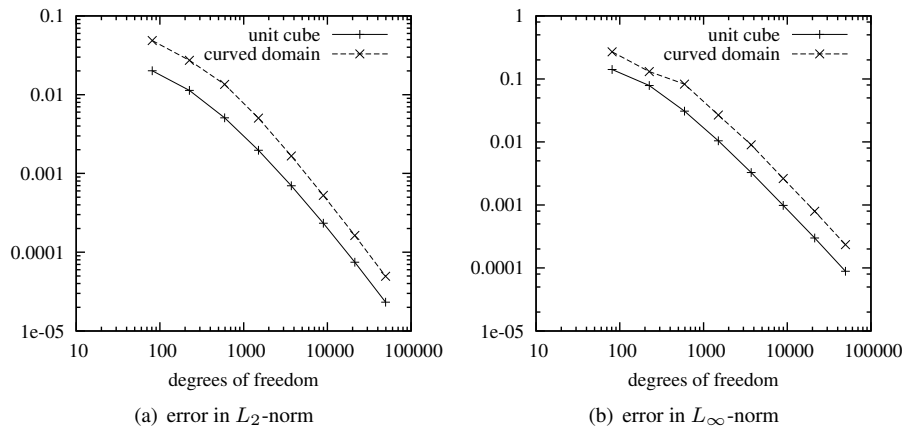 0.1
0.01
0.001
0.0001
1e-05
10 100 1000 10000 100000
degrees of freedom
unit cube
curved domain
(a) error in L₂-norm
1
0.1
0.01
0.001
0.0001
1e-05
10 100 1000 10000 100000
degrees of freedom
unit cube
curved domain
(b) error in L∞-norm